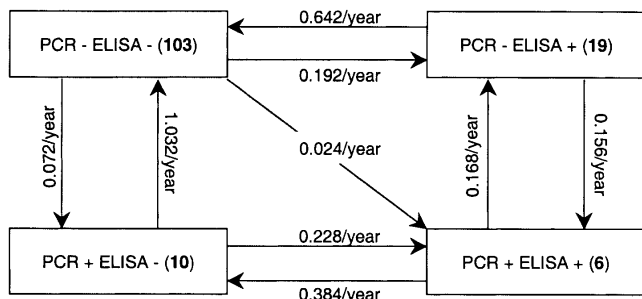 0.642/year
PCR - ELISA - (103)
PCR - ELISA + (19)
0.192/year
0.072/year
1.032/year
0.024/year
0.168/year
0.156/year
0.228/year
PCR + ELISA - (10)
PCR + ELISA + (6)
0.384/year